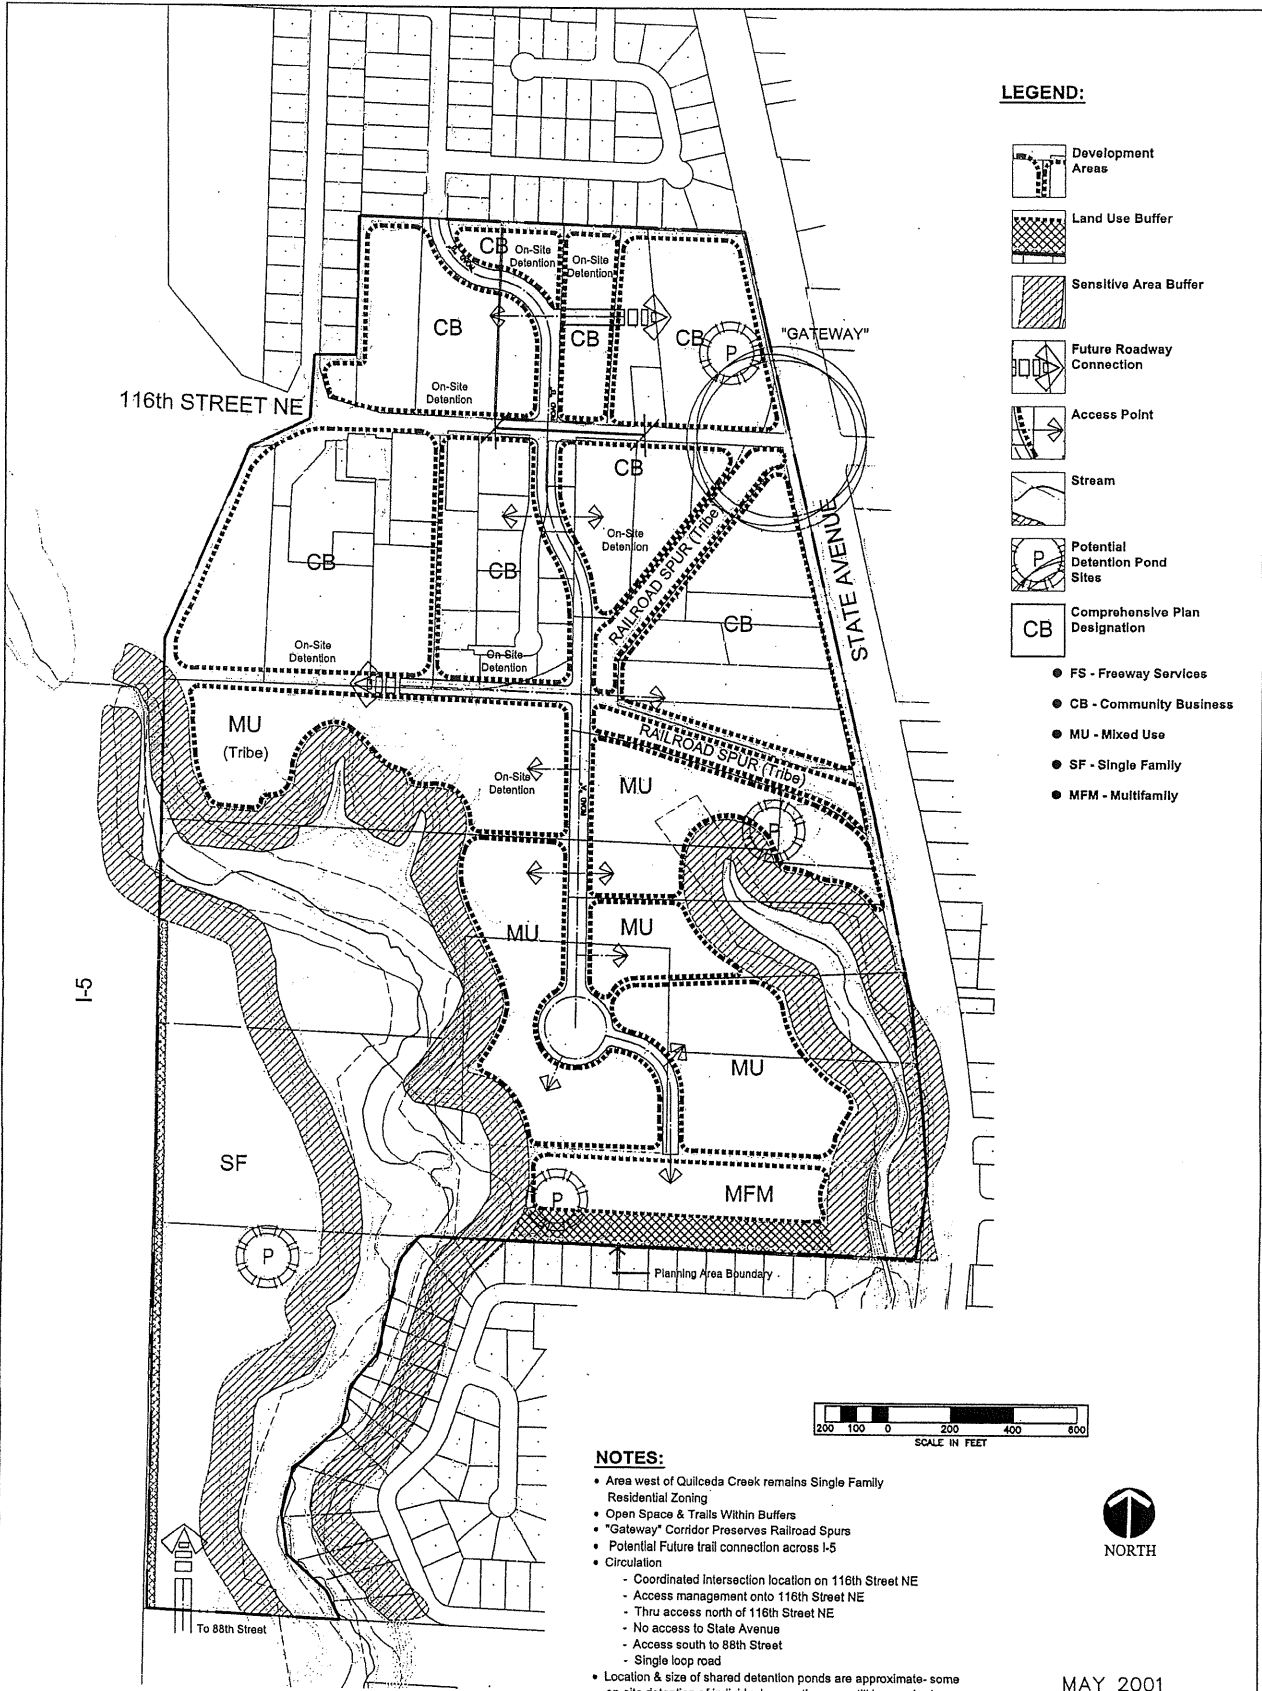 LEGEND:
Development
Areas
Land Use Buffer
Sensitive Area Buffer
Future Roadway
Connection
Access Point
Stream
P
Potential
Detention Pond
Sites
CB
Comprehensive Plan
Designation
● FS - Freeway Services
● CB - Community Business
● MU - Mixed Use
● SF - Single Family
● MFM - Multifamily
CB
On-Site
Detention
On-Site
Detention
CB
CB
CB
P
"GATEWAY"
On-Site
Detention
ROAD
116th STREET NE
CB
On-Site
Detention
RAILROAD SPUR (Tribe)
STATE AVENUE
CB
CB
CB
On-Site
Detention
On-Site
Detention
MU
(Tribe)
RAILROAD SPUR (Tribe)
On-Site
Detention
MU
ROAD "A"
P
MU
MU
I-5
MU
SF
MFM
P
P
Planning Area Boundary
To 88th Street
200 100 0 200 400 600
SCALE IN FEET
NORTH
NOTES:
• Area west of Quilceda Creek remains Single Family
Residential Zoning
• Open Space & Trails Within Buffers
• "Gateway" Corridor Preserves Railroad Spurs
• Potential Future trail connection across I-5
• Circulation
- Coordinated intersection location on 116th Street NE
- Access management onto 116th Street NE
- Thru access north of 116th Street NE
- No access to State Avenue
- Access south to 88th Street
- Single loop road
• Location & size of shared detention ponds are approximate- some
MAY 2001